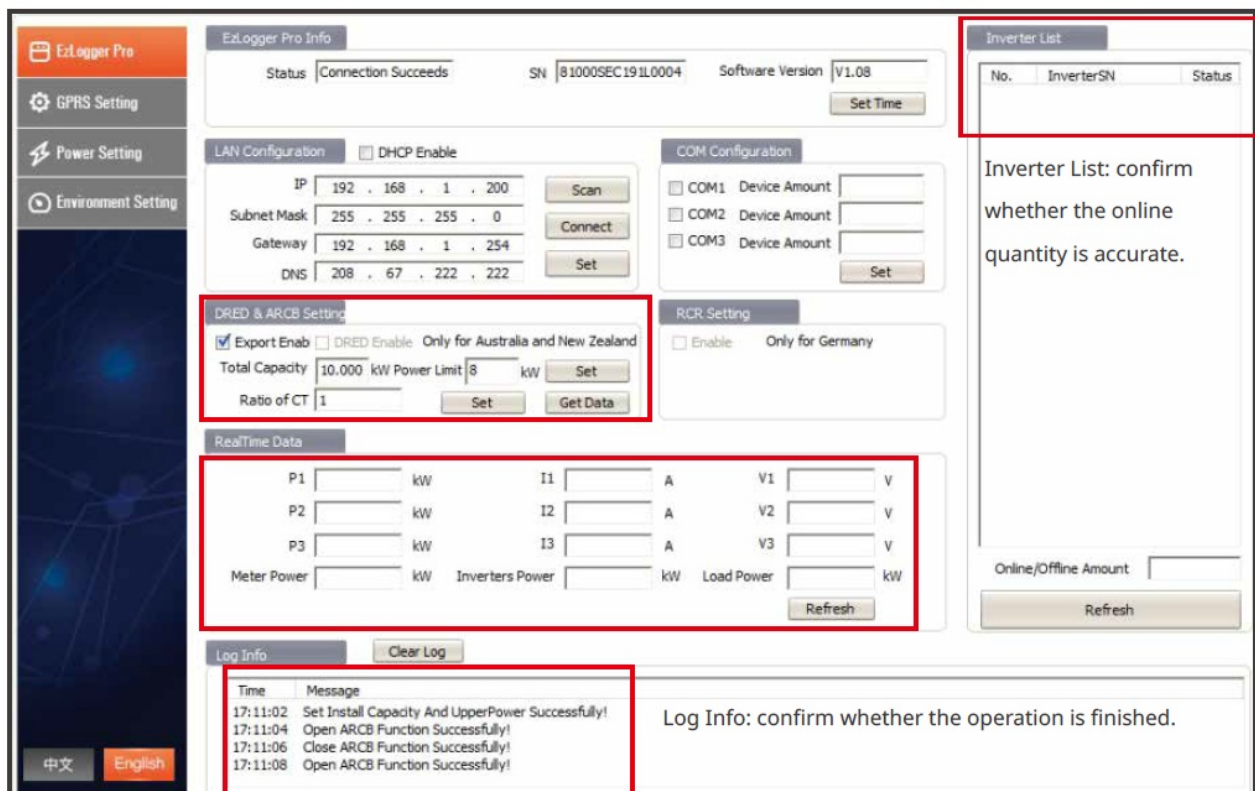 EzLogger Pro
GPRS Setting
Power Setting
Environment Setting
中文 English
EzLogger Pro Info
Status Connection Succeeds SN 81000SEC191L0004 Software Version V1.08
Set Time
LAN Configuration DHCP Enable
IP 192 . 168 . 1 . 200 Scan
Subnet Mask 255 . 255 . 255 . 0 Connect
Gateway 192 . 168 . 1 . 254
DNS 208 . 67 . 222 . 222 Set
COM Configuration
COM1 Device Amount
COM2 Device Amount
COM3 Device Amount
Set
DRED & ARCB Setting
Export Enab DRED Enable Only for Australia and New Zealand
Total Capacity 10.000 kW Power Limit 8 kW Set
Ratio of CT 1 Set Get Data
RCR Setting
Enable Only for Germany
RealTime Data
P1 kW I1 A V1 V
P2 kW I2 A V2 V
P3 kW I3 A V3 V
Meter Power kW Inverters Power kW Load Power kW
Refresh
Log Info Clear Log
Time Message
17:11:02 Set Install Capacity And UpperPower Successfully!
17:11:04 Open ARCB Function Successfully!
17:11:06 Close ARCB Function Successfully!
17:11:08 Open ARCB Function Successfully!
Log Info: confirm whether the operation is finished.
Inverter List
No. InverterSN Status
Inverter List: confirm
whether the online
quantity is accurate.
Online/Offline Amount
Refresh